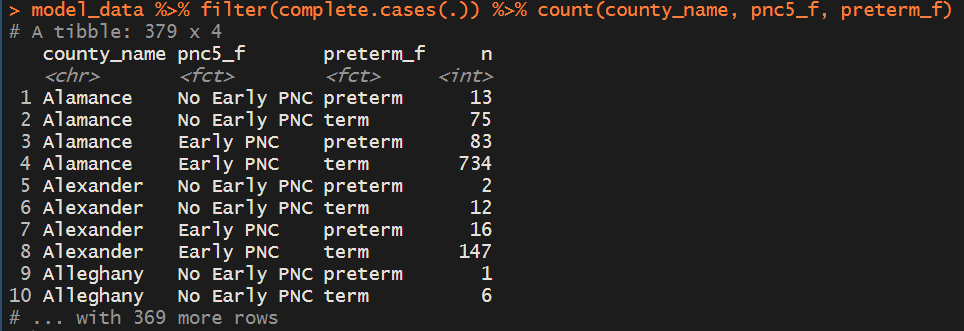 > model_data %>% filter(complete.cases(.)) %>% count(county_name, pnc5_f, preterm_f)
# A tibble: 379 x 4
county_name pnc5_f preterm_f n
<chr> <fct> <fct> <int>
1 Alamance No Early PNC preterm 13
2 Alamance No Early PNC term 75
3 Alamance Early PNC preterm 83
4 Alamance Early PNC term 734
5 Alexander No Early PNC preterm 2
6 Alexander No Early PNC term 12
7 Alexander Early PNC preterm 16
8 Alexander Early PNC term 147
9 Alleghany No Early PNC preterm 1
10 Alleghany No Early PNC term 6
# ... with 369 more rows